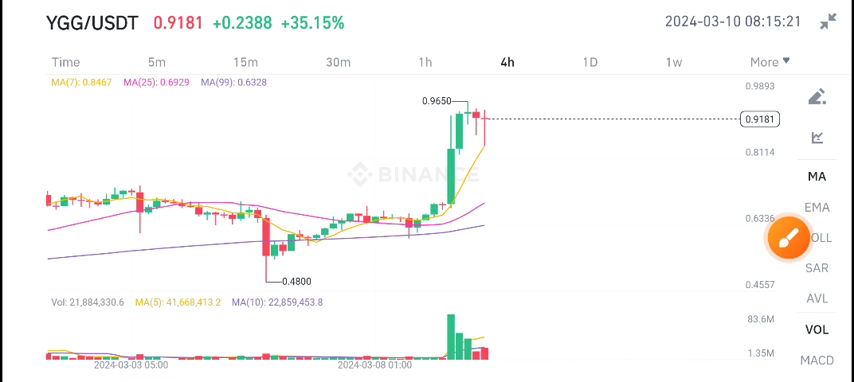 YGG/USDT 0.9181 +0.2388 +35.15% 2024-03-10 08:15:21
Time 5m 15m 30m 1h 4h 1D 1w More
MA(7): 0.8467 MA(25): 0.6929 MA(99): 0.6328
0.9893
0.9650
0.9181
0.8114
BINANCE
MA
EMA
0.6336
OLL
SAR
0.4800
0.4557
AVL
Vol: 21,884,330.6 MA(5): 41,668,413.2 MA(10): 22,859,453.8
83.6M
VOL
1.35M
MACD
2024-03-03 05:00 2024-03-08 01:00